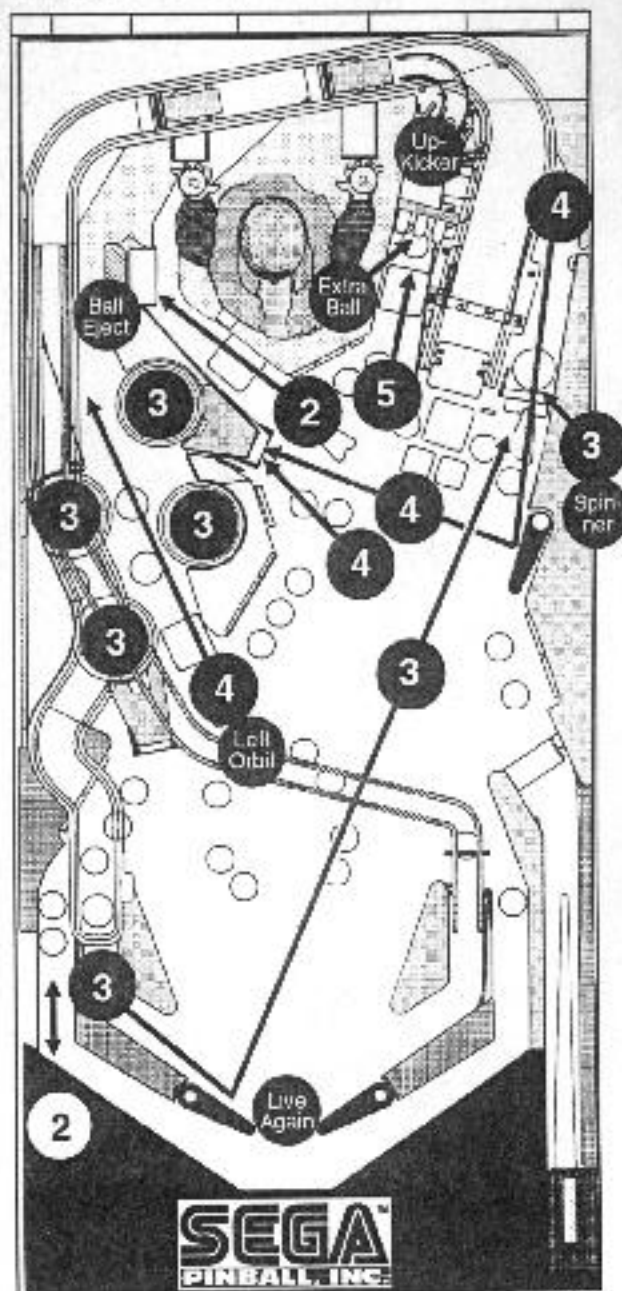 Up-
Kicker
4
Extra
Ball
Ball
Eject
3
2
5
3
3
3
4
Spin-
ner
4
3
4
3
Left
Orbit
3
Live
Again
2
SEGA™
PINBALL, INC.